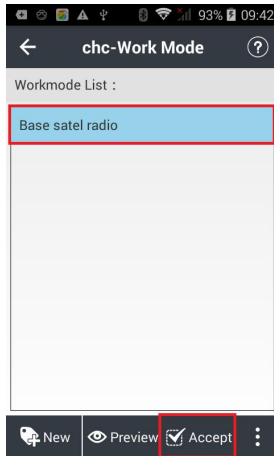 93% 09:42
chc-Work Mode ?
Workmode List :
Base satel radio
New Preview Accept